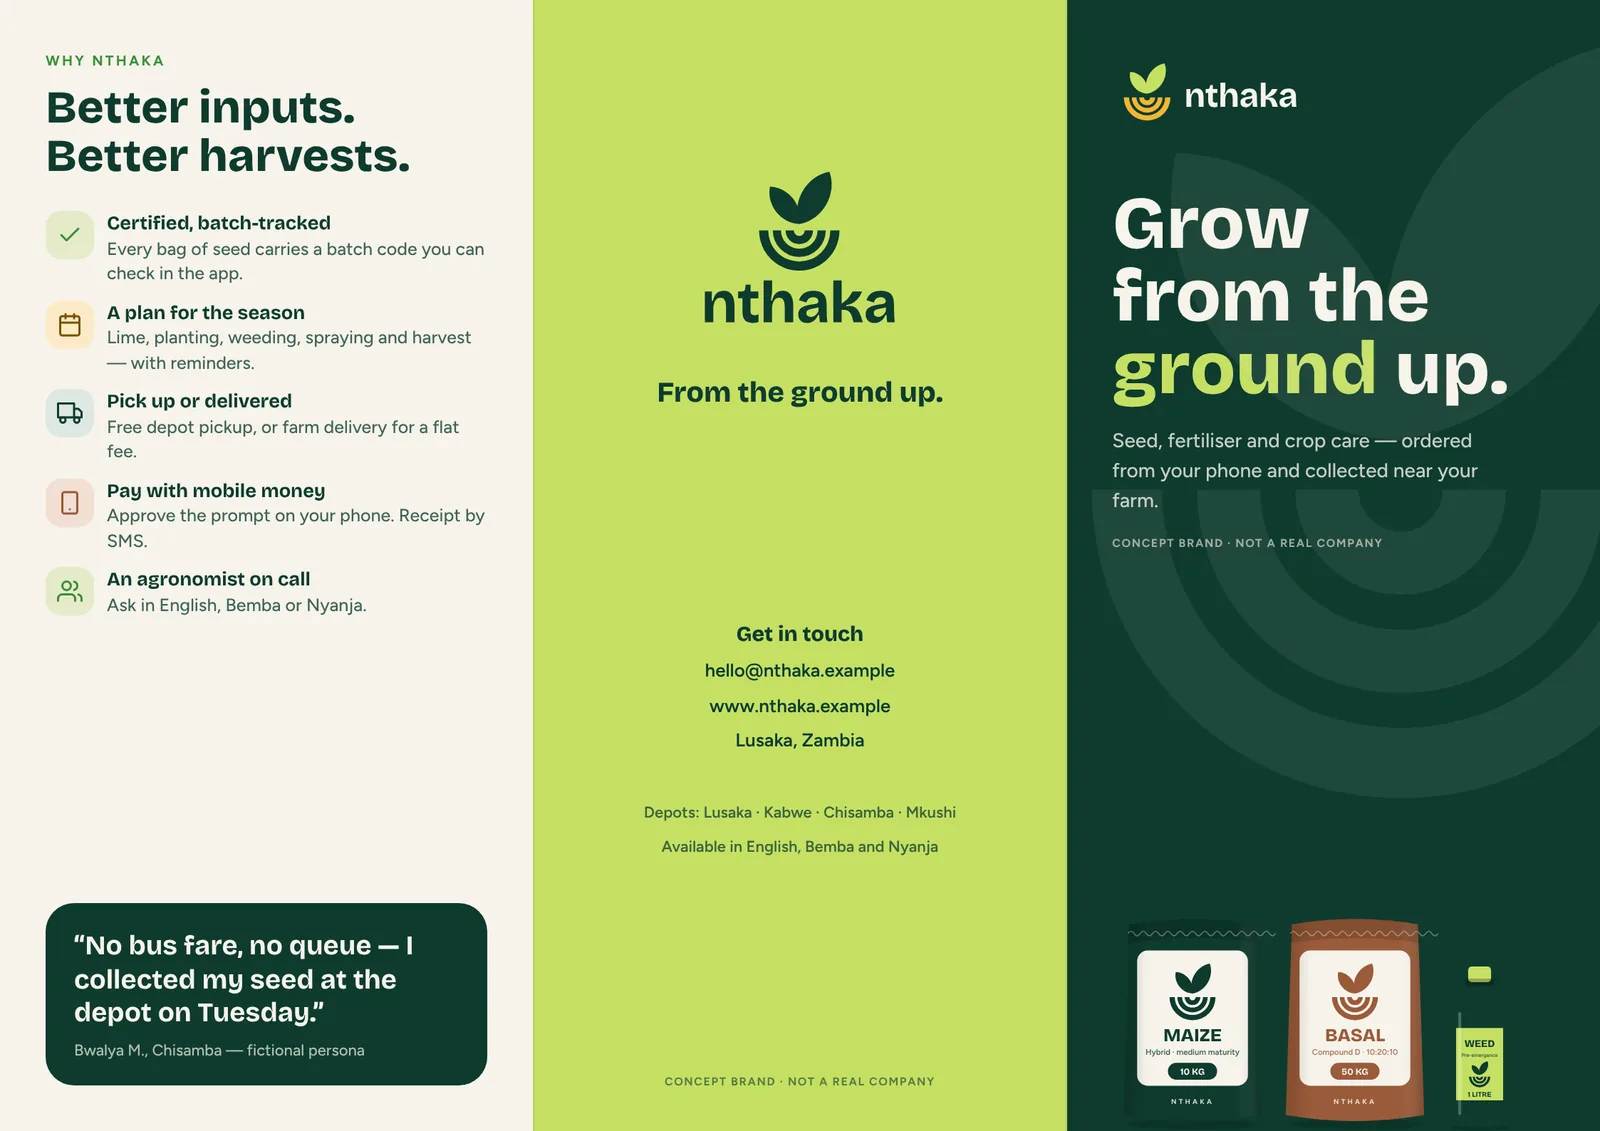 WHY NTHAKA
Better inputs.
Better harvests.
Certified, batch-tracked
Every bag of seed carries a batch code you can
check in the app.
A plan for the season
Lime, planting, weeding, spraying and harvest
— with reminders.
Pick up or delivered
Free depot pickup, or farm delivery for a flat
fee.
Pay with mobile money
Approve the prompt on your phone. Receipt by
SMS.
An agronomist on call
Ask in English, Bemba or Nyanja.
“No bus fare, no queue — I
collected my seed at the
depot on Tuesday.”
Bwalya M., Chisamba — fictional persona
nthaka
From the ground up.
Get in touch
hello@nthaka.example
www.nthaka.example
Lusaka, Zambia
Depots: Lusaka · Kabwe · Chisamba · Mkushi
Available in English, Bemba and Nyanja
CONCEPT BRAND · NOT A REAL COMPANY
nthaka
Grow
from the
ground up.
Seed, fertiliser and crop care — ordered
from your phone and collected near your
farm.
CONCEPT BRAND · NOT A REAL COMPANY
MAIZE
Hybrid · medium maturity
10 KG
NTHAKA
BASAL
Compound D · 10:20:10
50 KG
NTHAKA
WEED
Pre-emergence
1 LITRE